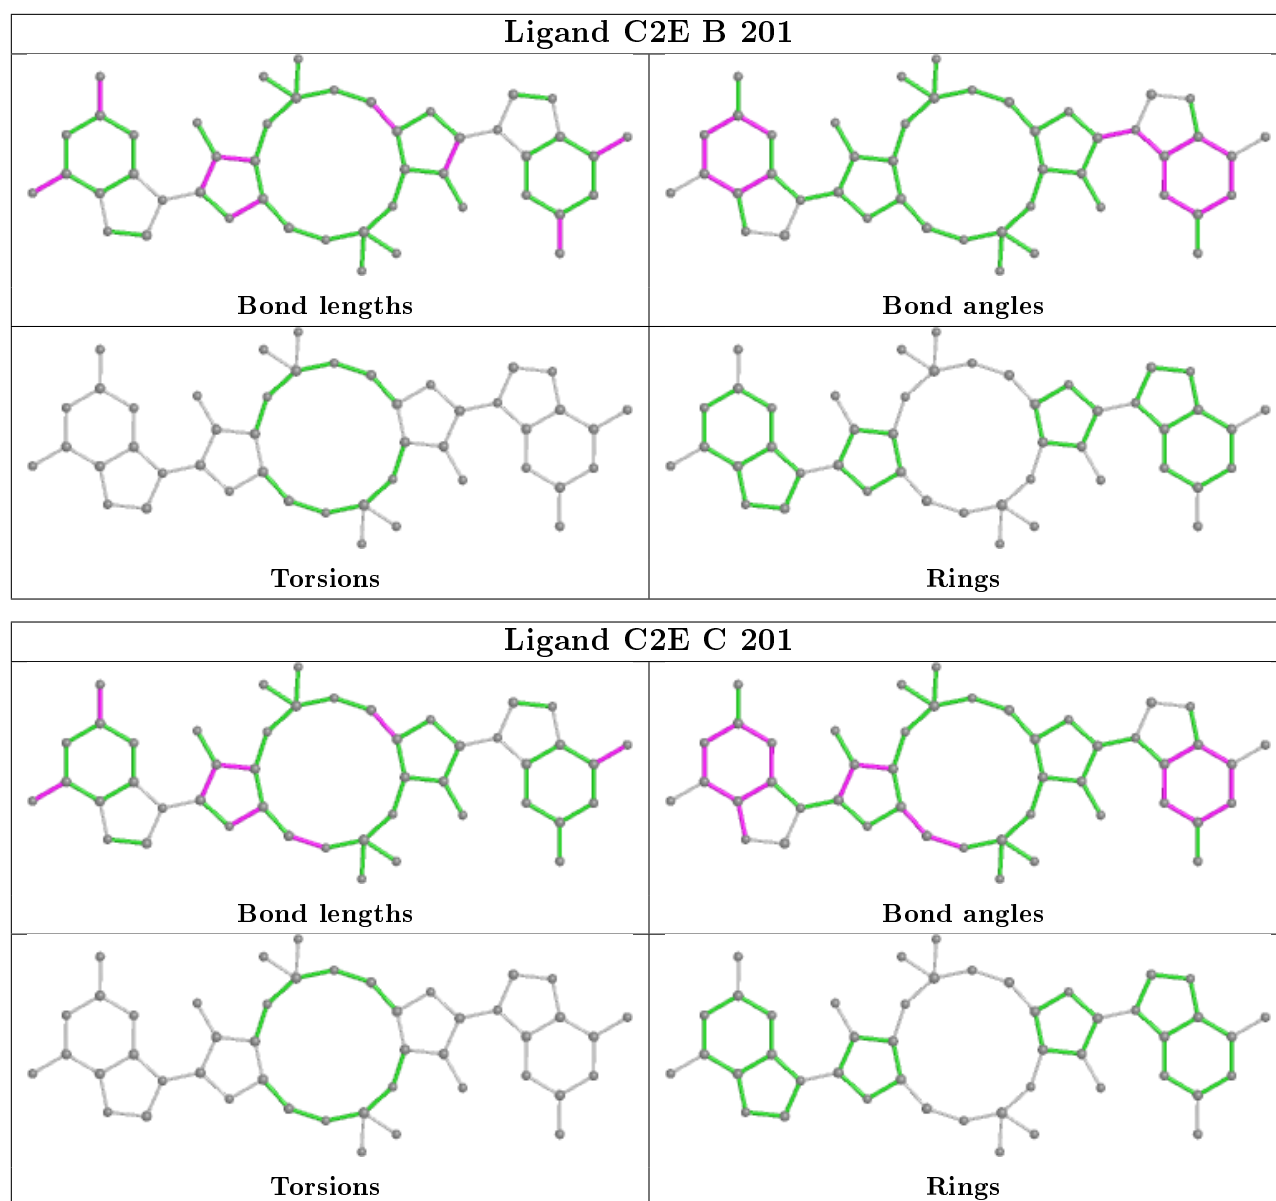 Ligand C2E B 201
Bond lengths
Bond angles
Torsions
Rings
Ligand C2E C 201
Bond lengths
Bond angles
Torsions
Rings